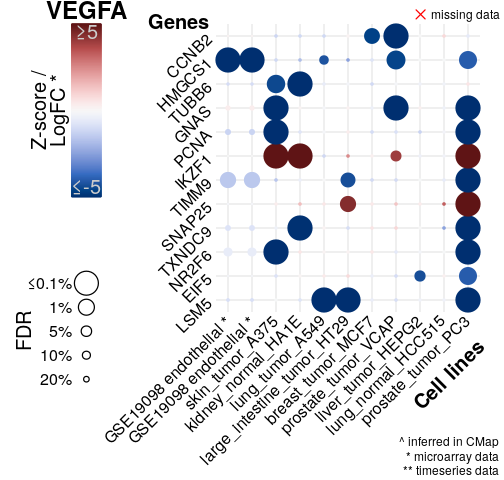 VEGFA
Genes
missing data
≥5
≤-5
Z-score /
LogFC *
CCNB2
HMGCS1
TUBB6
GNAS
PCNA
IKZF1
TIMM9
SNAP25
TXNDC9
NR2F6
EIF5
LSM5
FDR
≤0.1%
1%
5%
10%
20%
GSE19098 endothelial *
GSE19098 endothelial *
skin_tumor_A375
kidney_normal_HA1E
lung_tumor_A549
large_Intestine_tumor_HT29
breast_tumor_MCF7
prostate_tumor_VCAP
liver_tumor_HEPG2
lung_normal_HCC515
prostate_tumor_PC3
Cell lines
^ inferred in CMap
* microarray data
** timeseries data